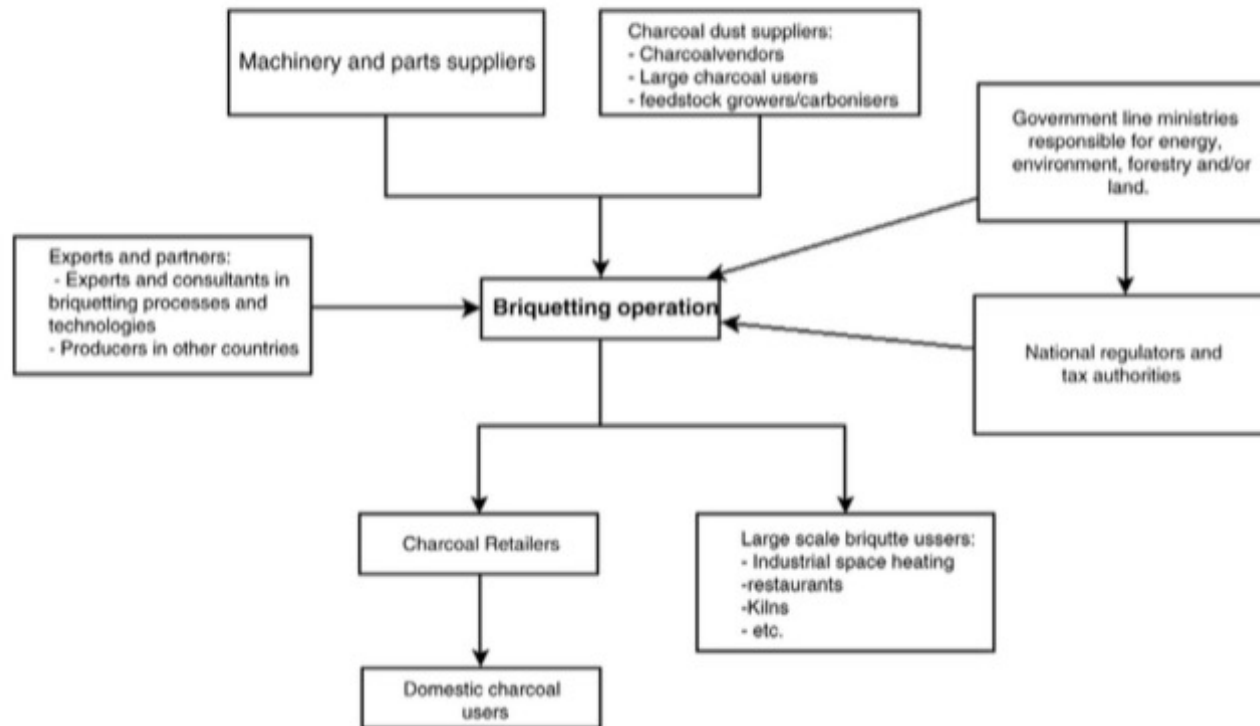 Machinery and parts suppliers
Charcoal dust suppliers:
- Charcoalvendors
- Large charcoal users
- feedstock growers/carbonisers
Government line ministries
responsible for energy,
environment, forestry and/or
land.
Experts and partners:
- Experts and consultants in
briquetting processes and
technologies
- Producers in other countries
Briquetting operation
National regulators and
tax authorities
Charcoal Retailers
Large scale briqutte ussers:
- Industrial space heating
-restaurants
-Kilns
- etc.
Domestic charcoal
users